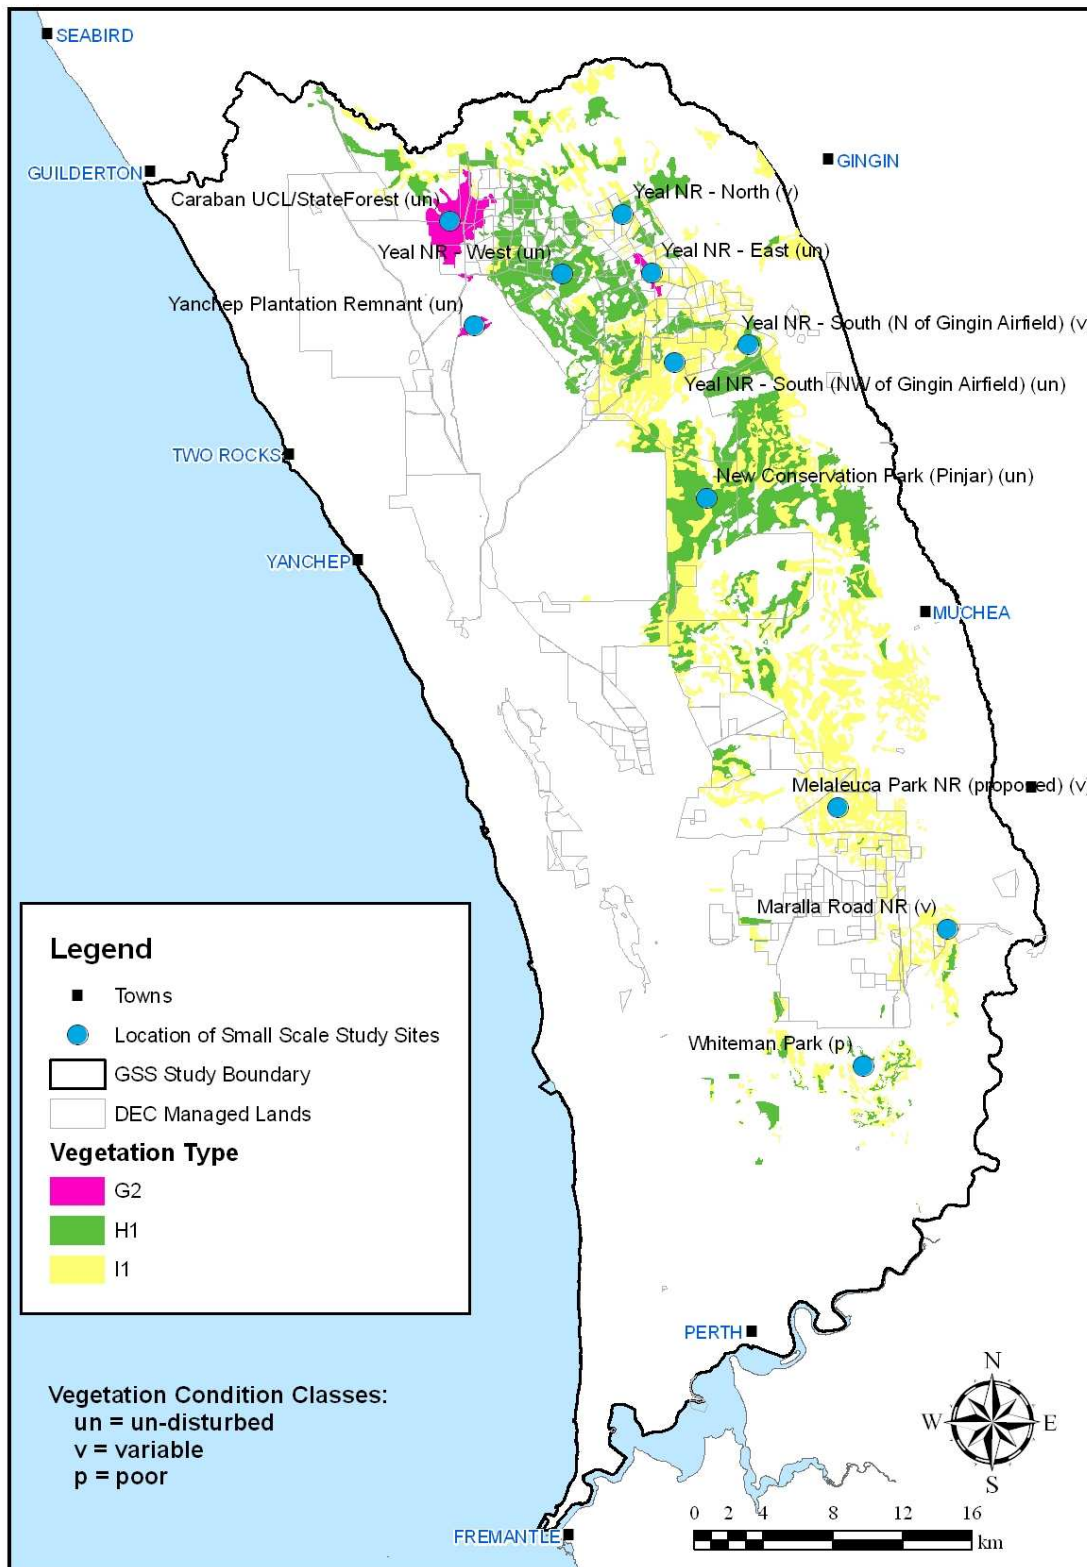 SEABIRD
GINGIN
GUILDERTON
Caraban UCL/StateForest (un)
Yeal NR - North (v)
Yeal NR - West (un)
Yeal NR - East (un)
Yanchep Plantation Remnant (un)
Yeal NR - South (N of Gingin Airfield) (v
Yeal NR - South (NW of Gingin Airfield) (un)
TWO ROCKS
New Conservation Park (Pinjar) (un)
YANCHEP
MUCHEA
Melaleuca Park NR (proposed) (v)
Maralla Road NR (v)
Whiteman Park (p)
Legend
Towns
Location of Small Scale Study Sites
GSS Study Boundary
DEC Managed Lands
Vegetation Type
G2
H1
I1
PERTH
Vegetation Condition Classes:
un = un-disturbed
v = variable
p = poor
N
W E
S
0 2 4 8 12 16
km
FREMANTLE